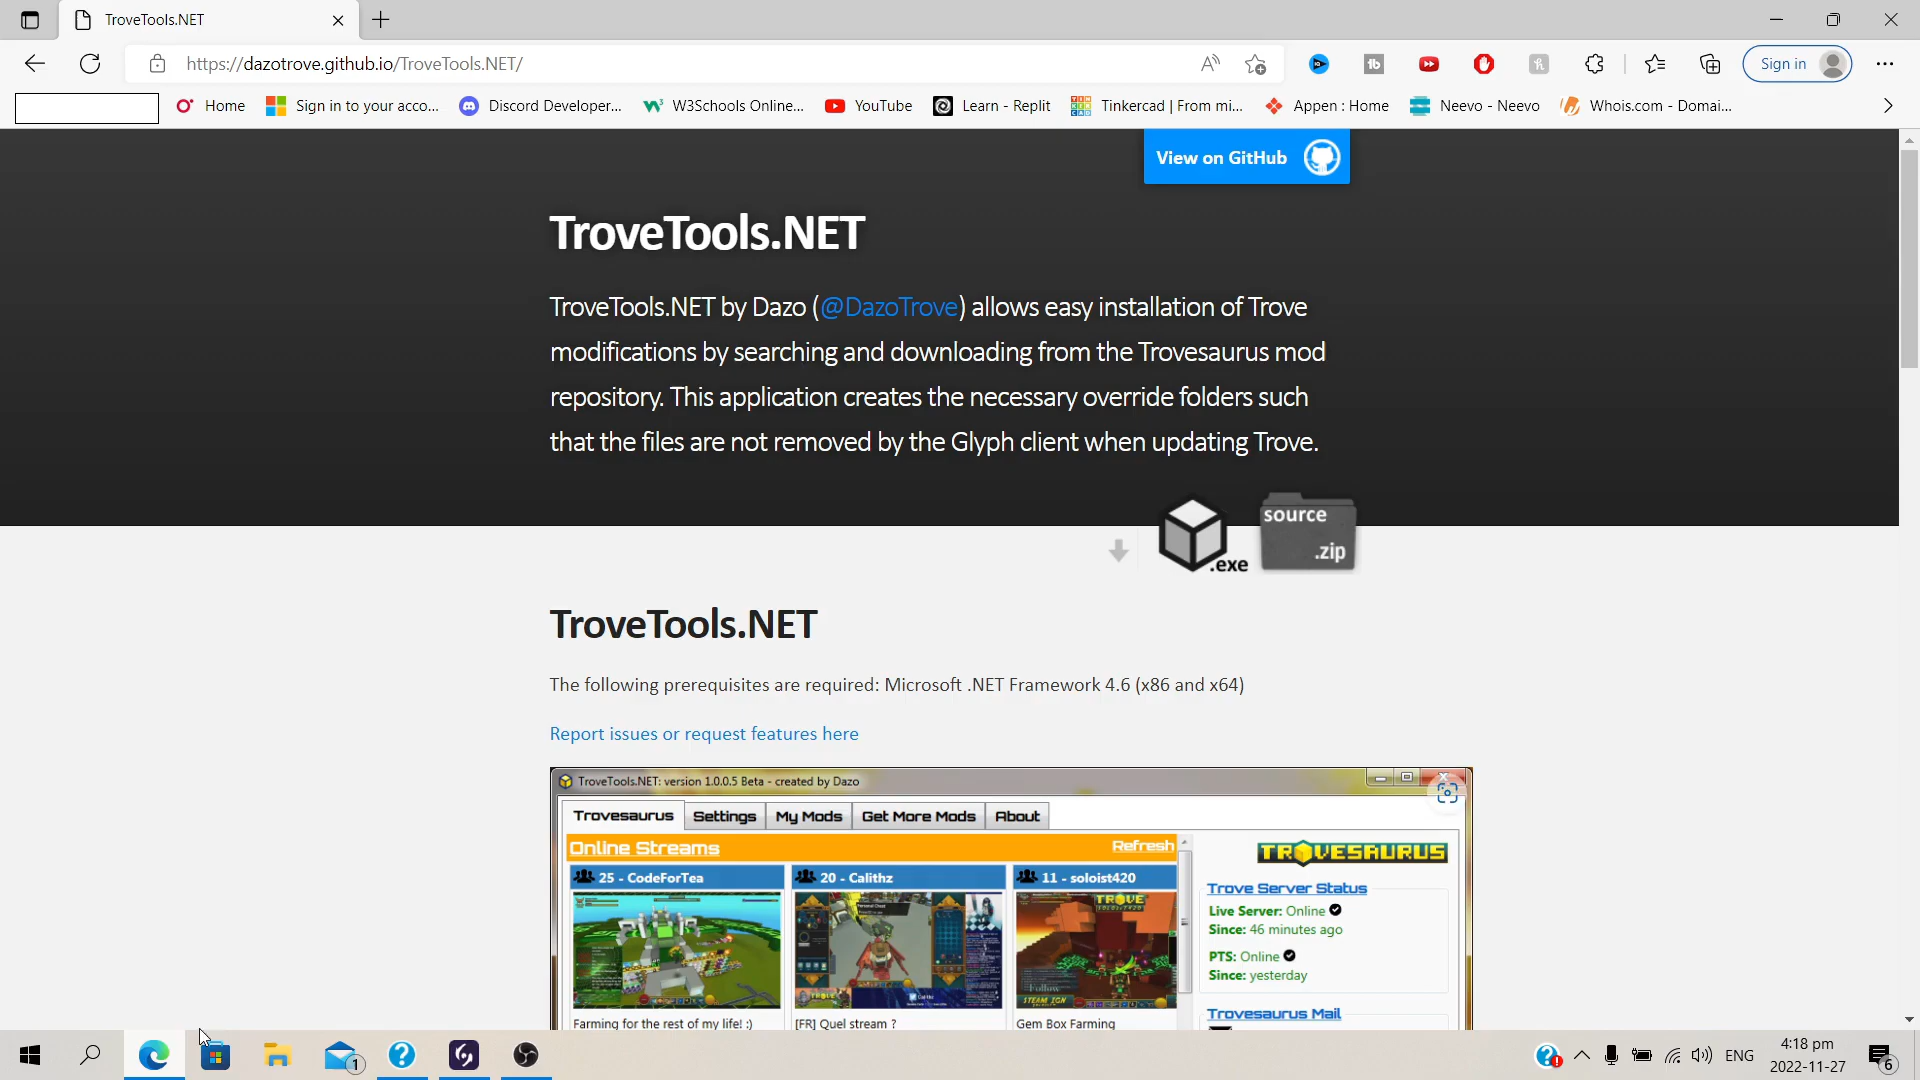 TroveTools.NET
https://dazotrove.github.io/TroveTools.NET/
Sign in
Home
Sign in to your acco...
Discord Developer...
W3Schools Online...
YouTube
Learn - Replit
Tinkercad | From mi...
Appen : Home
Neevo - Neevo
Whois.com - Domai...
View on GitHub
TroveTools.NET
TroveTools.NET by Dazo (@DazoTrove) allows easy installation of Trove
modifications by searching and downloading from the Trovesaurus mod
repository. This application creates the necessary override folders such
that the files are not removed by the Glyph client when updating Trove.
.exe
source
.zip
TroveTools.NET
The following prerequisites are required: Microsoft .NET Framework 4.6 (x86 and x64)
Report issues or request features here
TroveTools.NET: version 1.0.0.5 Beta - created by Dazo
Trovesaurus
Settings
My Mods
Get More Mods
About
Online Streams
Refresh
25 - CodeForTea
20 - Calithz
11 - soloist420
Farming for the rest of my life! :)
[FR] Quel stream ?
Gem Box Farming
TROVESAURUS
Trove Server Status
Live Server: Online
Since: 46 minutes ago
PTS: Online
Since: yesterday
Trovesaurus Mail
1
ENG
4:18 pm
2022-11-27
6